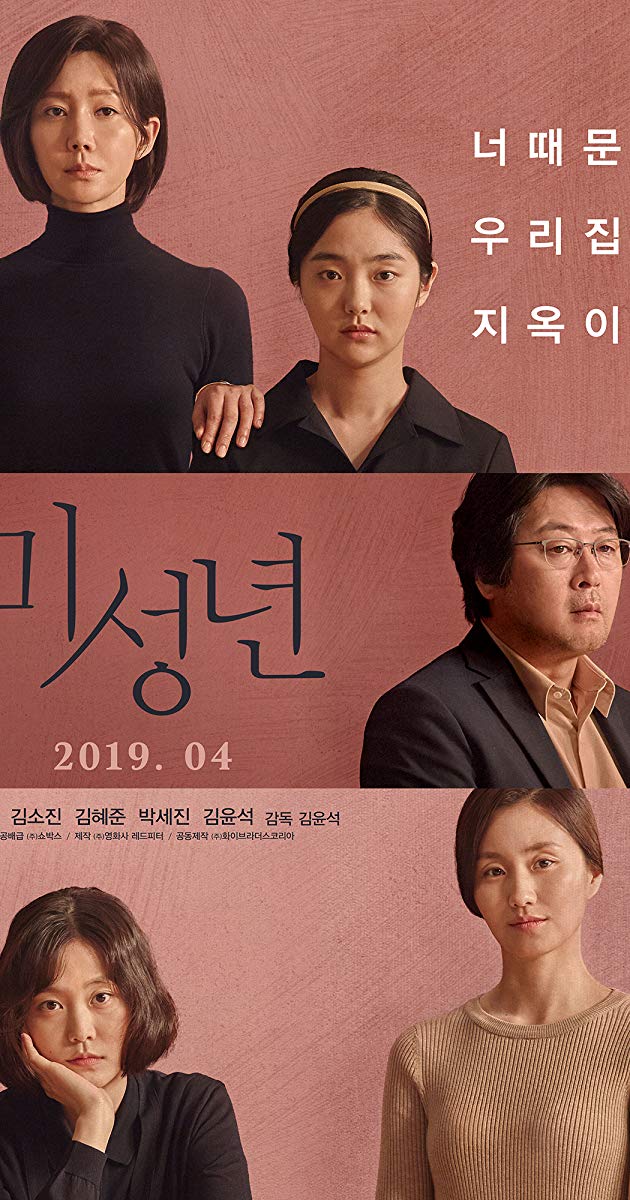 너 때 문
우 리 집
지 옥 이
미성년
2019. 04
김소진 김혜준 박세진 김윤석 감독 김윤석
공배급 (주)쇼박스 / 제작 (주)영화사 레드피터 / 공동제작 (주)화이브라더스코리아